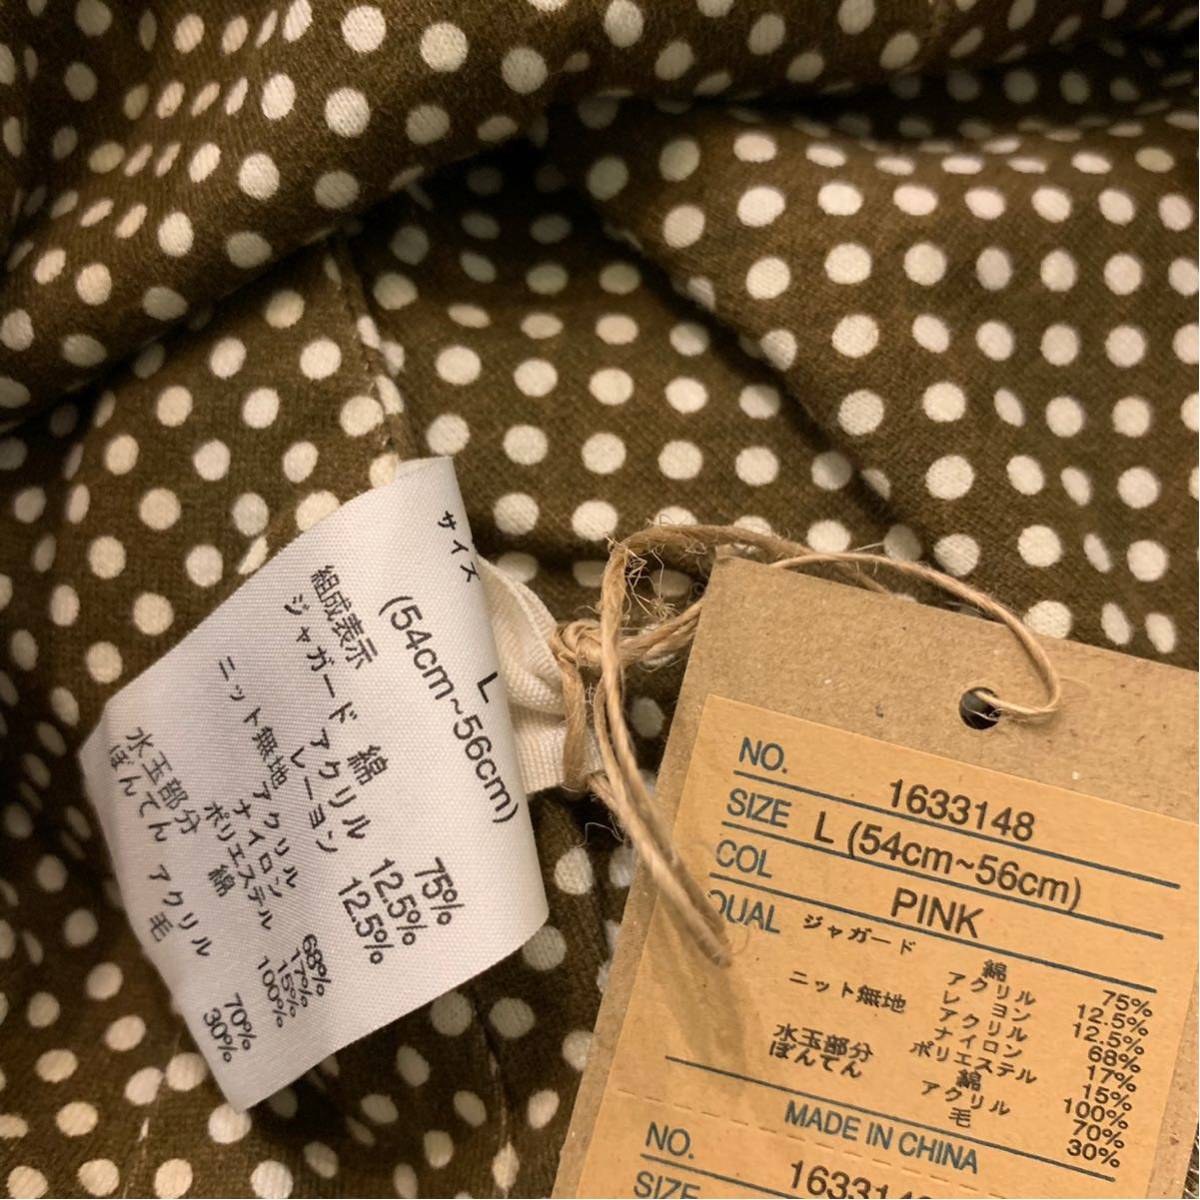 サイズ
L
(54cm~56cm)
組成表示
ジャガード 綿 75%
アクリル 12.5%
レーヨン 12.5%
ニット無地 アクリル 68%
ナイロン 17%
ポリエステル 15%
水玉部分 綿 100%
ぼんてん アクリル 70%
毛 30%
NO. 1633148
SIZE L (54cm~56cm)
COL PINK
QUAL ジャガード 綿 75%
アクリル 12.5%
レーヨン 12.5%
ニット無地 アクリル 68%
ナイロン 17%
ポリエステル 15%
水玉部分 綿 100%
ぼんてん アクリル 70%
毛 30%
MADE IN CHINA
NO.
SIZE